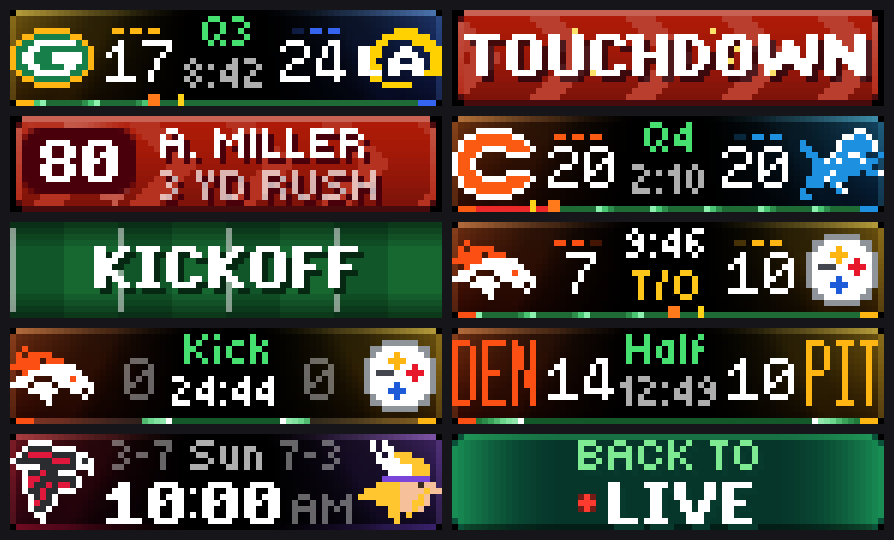 G 17 Q3 24 LA
8:42
TOUCHDOWN
80 A. MILLER
3 YD RUSH
C 20 Q4 20
2:10
KICKOFF
7 9:46 10
T/O
0 Kick 0
24:44
DEN 14 Half 10 PIT
12:49
3-7 Sun 7-3
10:00 AM
BACK TO
LIVE